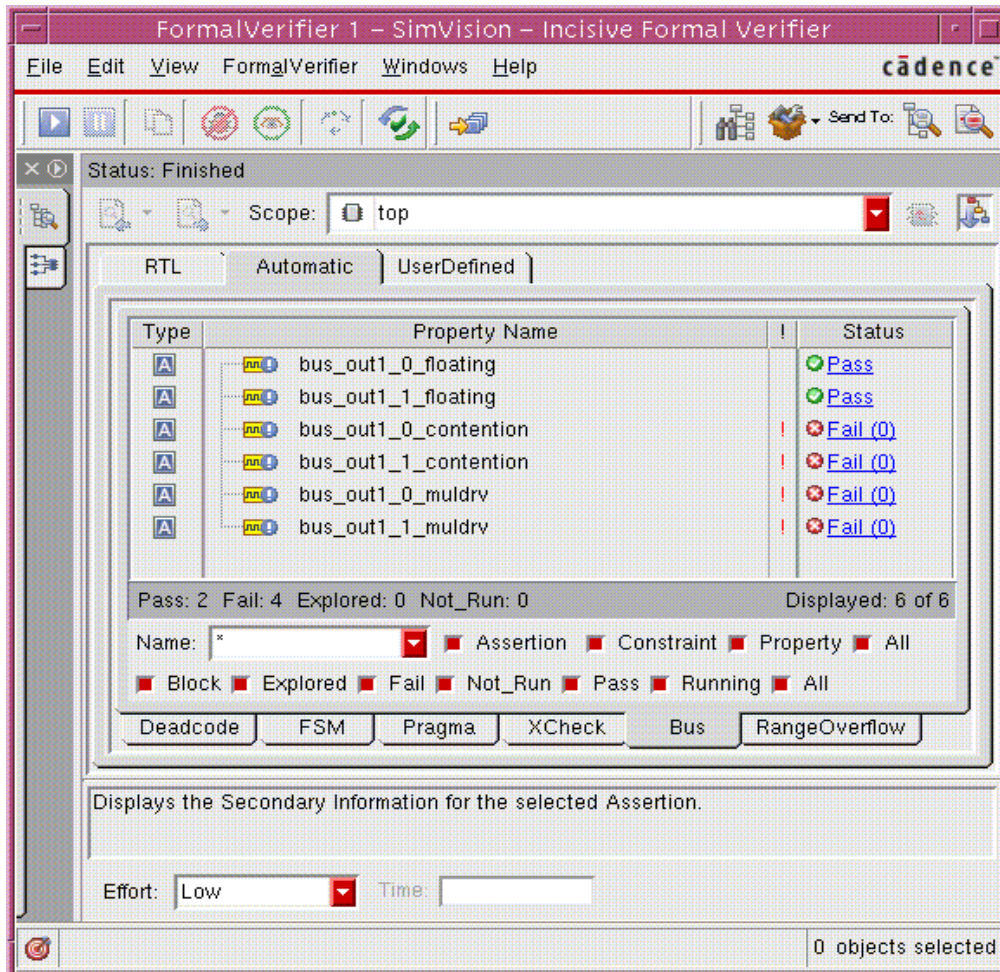 FormalVerifier 1 – SimVision – Incisive Formal Verifier
File Edit View FormalVerifier Windows Help cādence™
Send To:
Status: Finished
Scope: top
RTL Automatic UserDefined
Type Property Name ! Status
A bus_out1_0_floating Pass
A bus_out1_1_floating Pass
A bus_out1_0_contention ! Fail (0)
A bus_out1_1_contention ! Fail (0)
A bus_out1_0_muldrv ! Fail (0)
A bus_out1_1_muldrv ! Fail (0)
Pass: 2 Fail: 4 Explored: 0 Not_Run: 0 Displayed: 6 of 6
Name: * Assertion Constraint Property All
Block Explored Fail Not_Run Pass Running All
Deadcode FSM Pragma XCheck Bus RangeOverflow
Displays the Secondary Information for the selected Assertion.
Effort: Low Time:
0 objects selected